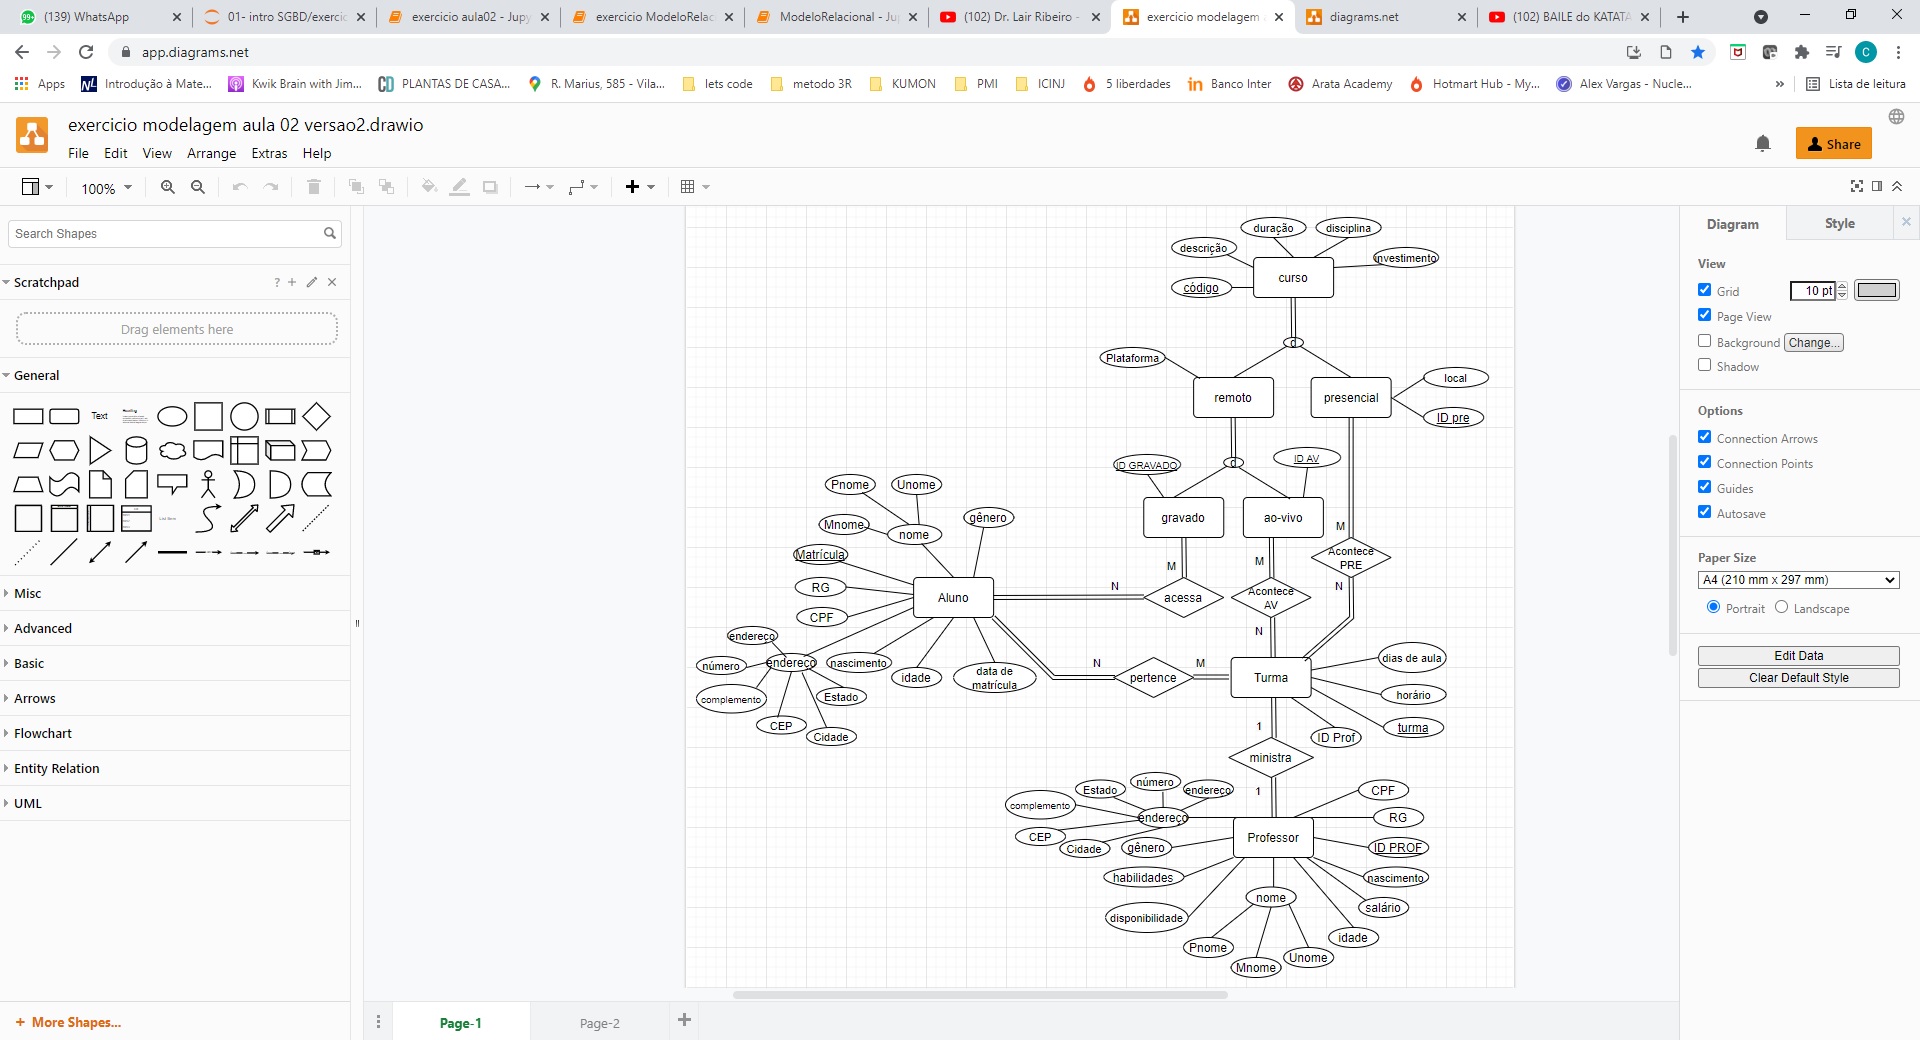 (139) WhatsApp
01- intro SGBD/exercic
exercicio aula02 - Jupy
exercicio ModeloRelac
ModeloRelacional - Ju
(102) Dr. Lair Ribeiro -
exercicio modelagem
diagrams.net
(102) BAILE do KATATA
app.diagrams.net
C
Apps
Introdução à Mate...
Kwik Brain with Jim...
PLANTAS DE CASA...
R. Marius, 585 - Vila...
lets code
metodo 3R
KUMON
PMI
ICINJ
5 liberdades
Banco Inter
Arata Academy
Hotmart Hub - My...
Alex Vargas - Nucle...
»
Lista de leitura
exercicio modelagem aula 02 versao2.drawio
File Edit View Arrange Extras Help
Share
100%
Search Shapes
Scratchpad
?
Drag elements here
General
Text
Heading
List Item
Misc
Advanced
Basic
Arrows
Flowchart
Entity Relation
UML
+ More Shapes...
duração
disciplina
descrição
investimento
curso
código
d
Plataforma
remoto
presencial
local
ID pre
ID GRAVADO
d
ID AV
gravado
ao-vivo
M
Acontece
PRE
N
M
M
acessa
N
Acontece
AV
N
Pnome
Unome
Mnome
nome
gênero
Matrícula
RG
CPF
Aluno
endereço
número
endereço
complemento
nascimento
Estado
CEP
Cidade
idade
data de
matrícula
N
pertence
M
Turma
dias de aula
horário
turma
ID Prof
1
ministra
1
número
Estado
endereço
complemento
endereço
CEP
Cidade
gênero
Professor
CPF
RG
ID PROF
nascimento
salário
idade
habilidades
disponibilidade
nome
Pnome
Mnome
Unome
Page-1
Page-2
Diagram
Style
View
Grid
10 pt
Page View
Background
Change...
Shadow
Options
Connection Arrows
Connection Points
Guides
Autosave
Paper Size
A4 (210 mm x 297 mm)
Portrait
Landscape
Edit Data
Clear Default Style